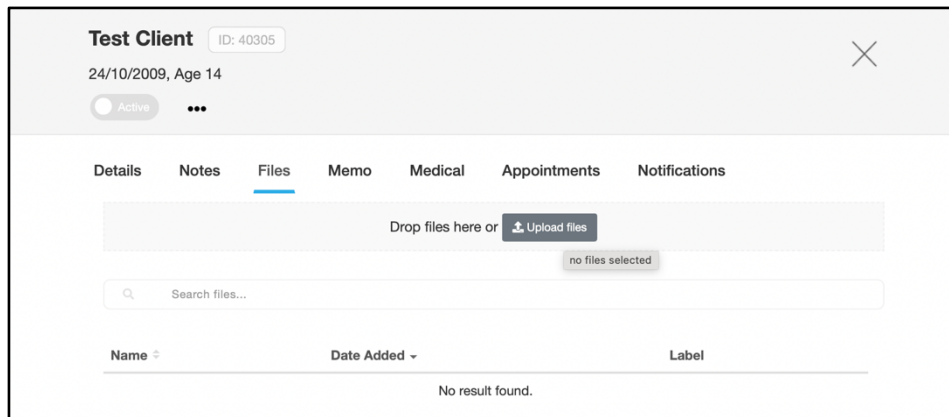 Test Client ID: 40305
24/10/2009, Age 14
Active
Details Notes Files Memo Medical Appointments Notifications
Drop files here or Upload files
no files selected
Search files...
Name Date Added Label
No result found.